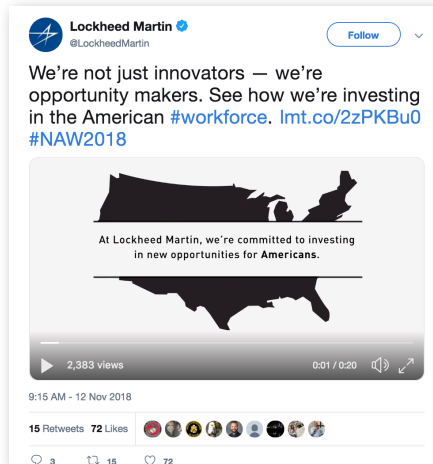 Lockheed Martin
@LockheedMartin
Follow
We're not just innovators — we're
opportunity makers. See how we're investing
in the American #workforce. lmt.co/2zPKBu0
#NAW2018
At Lockheed Martin, we're committed to investing
in new opportunities for Americans.
2,383 views
0:01 / 0:20
9:15 AM - 12 Nov 2018
15 Retweets 72 Likes
3 15 72